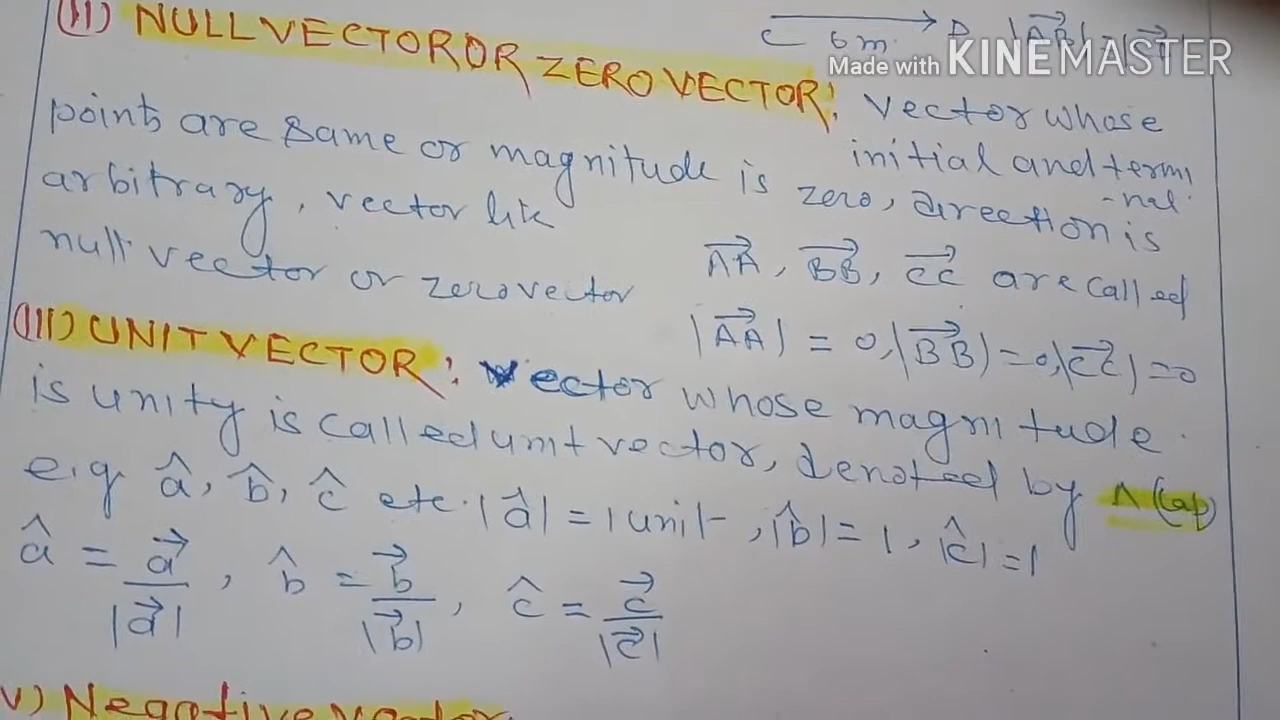 C 6m. D |AB| = |
Made with KINEMASTER
(II) NULL VECTOR OR ZERO VECTOR: Vector whose
initial and termi
-nal
points are same or magnitude is zero, direction is
arbitrary, vector like AA, BB, CC are called
null vector or zero vector |AA| = 0, |BB| = 0, |CC| = 0
(III) UNIT VECTOR: Vector whose magnitude
is unity is called unit vector, denoted by ∧ (cap)
e.g â, b̂, ĉ etc. |â| = 1 unit, |b̂| = 1, |ĉ| = 1
â = a⃗/|a⃗|, b̂ = b⃗/|b⃗|, ĉ = c⃗/|c⃗|
V) Negative vector